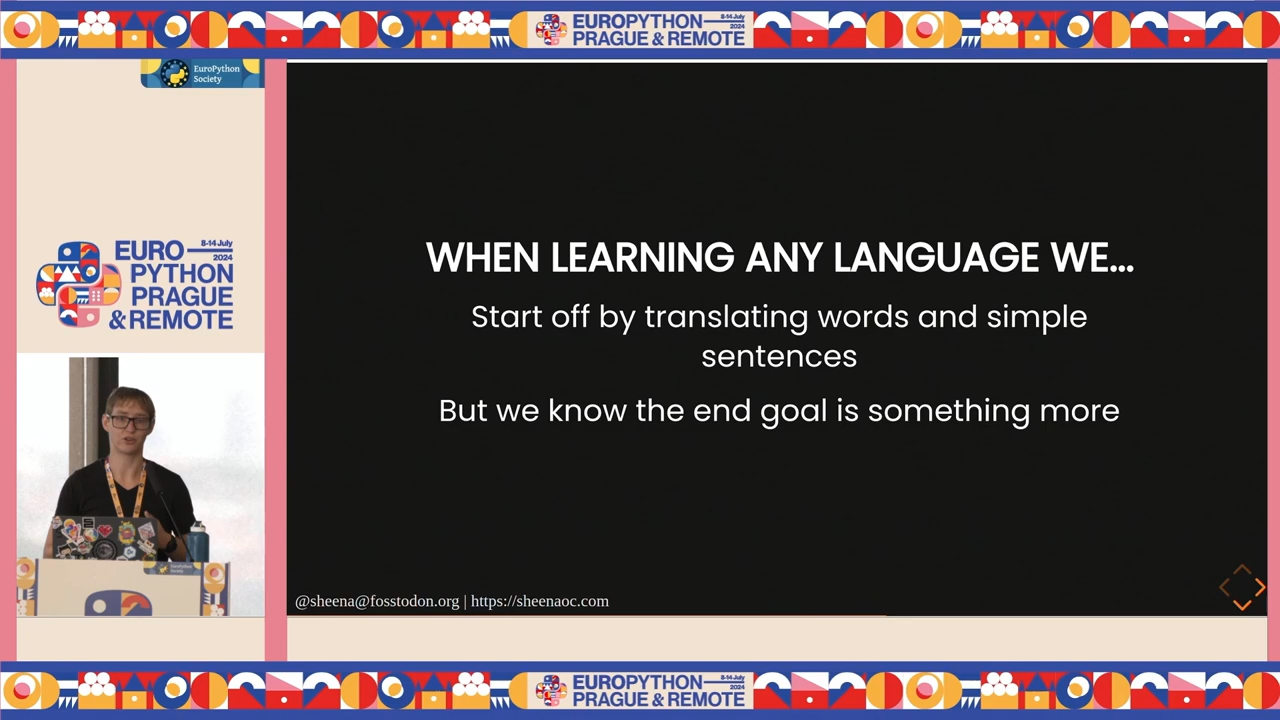 EUROPYTHON
8-14 July
2024
PRAGUE & REMOTE
EuroPython
Society
EURO
8-14 July
2024
PYTHON
PRAGUE
& REMOTE
WHEN LEARNING ANY LANGUAGE WE...
Start off by translating words and simple
sentences
But we know the end goal is something more
@sheena@fosstodon.org | https://sheenaoc.com
EUROPYTHON
8-14 July
2024
PRAGUE & REMOTE